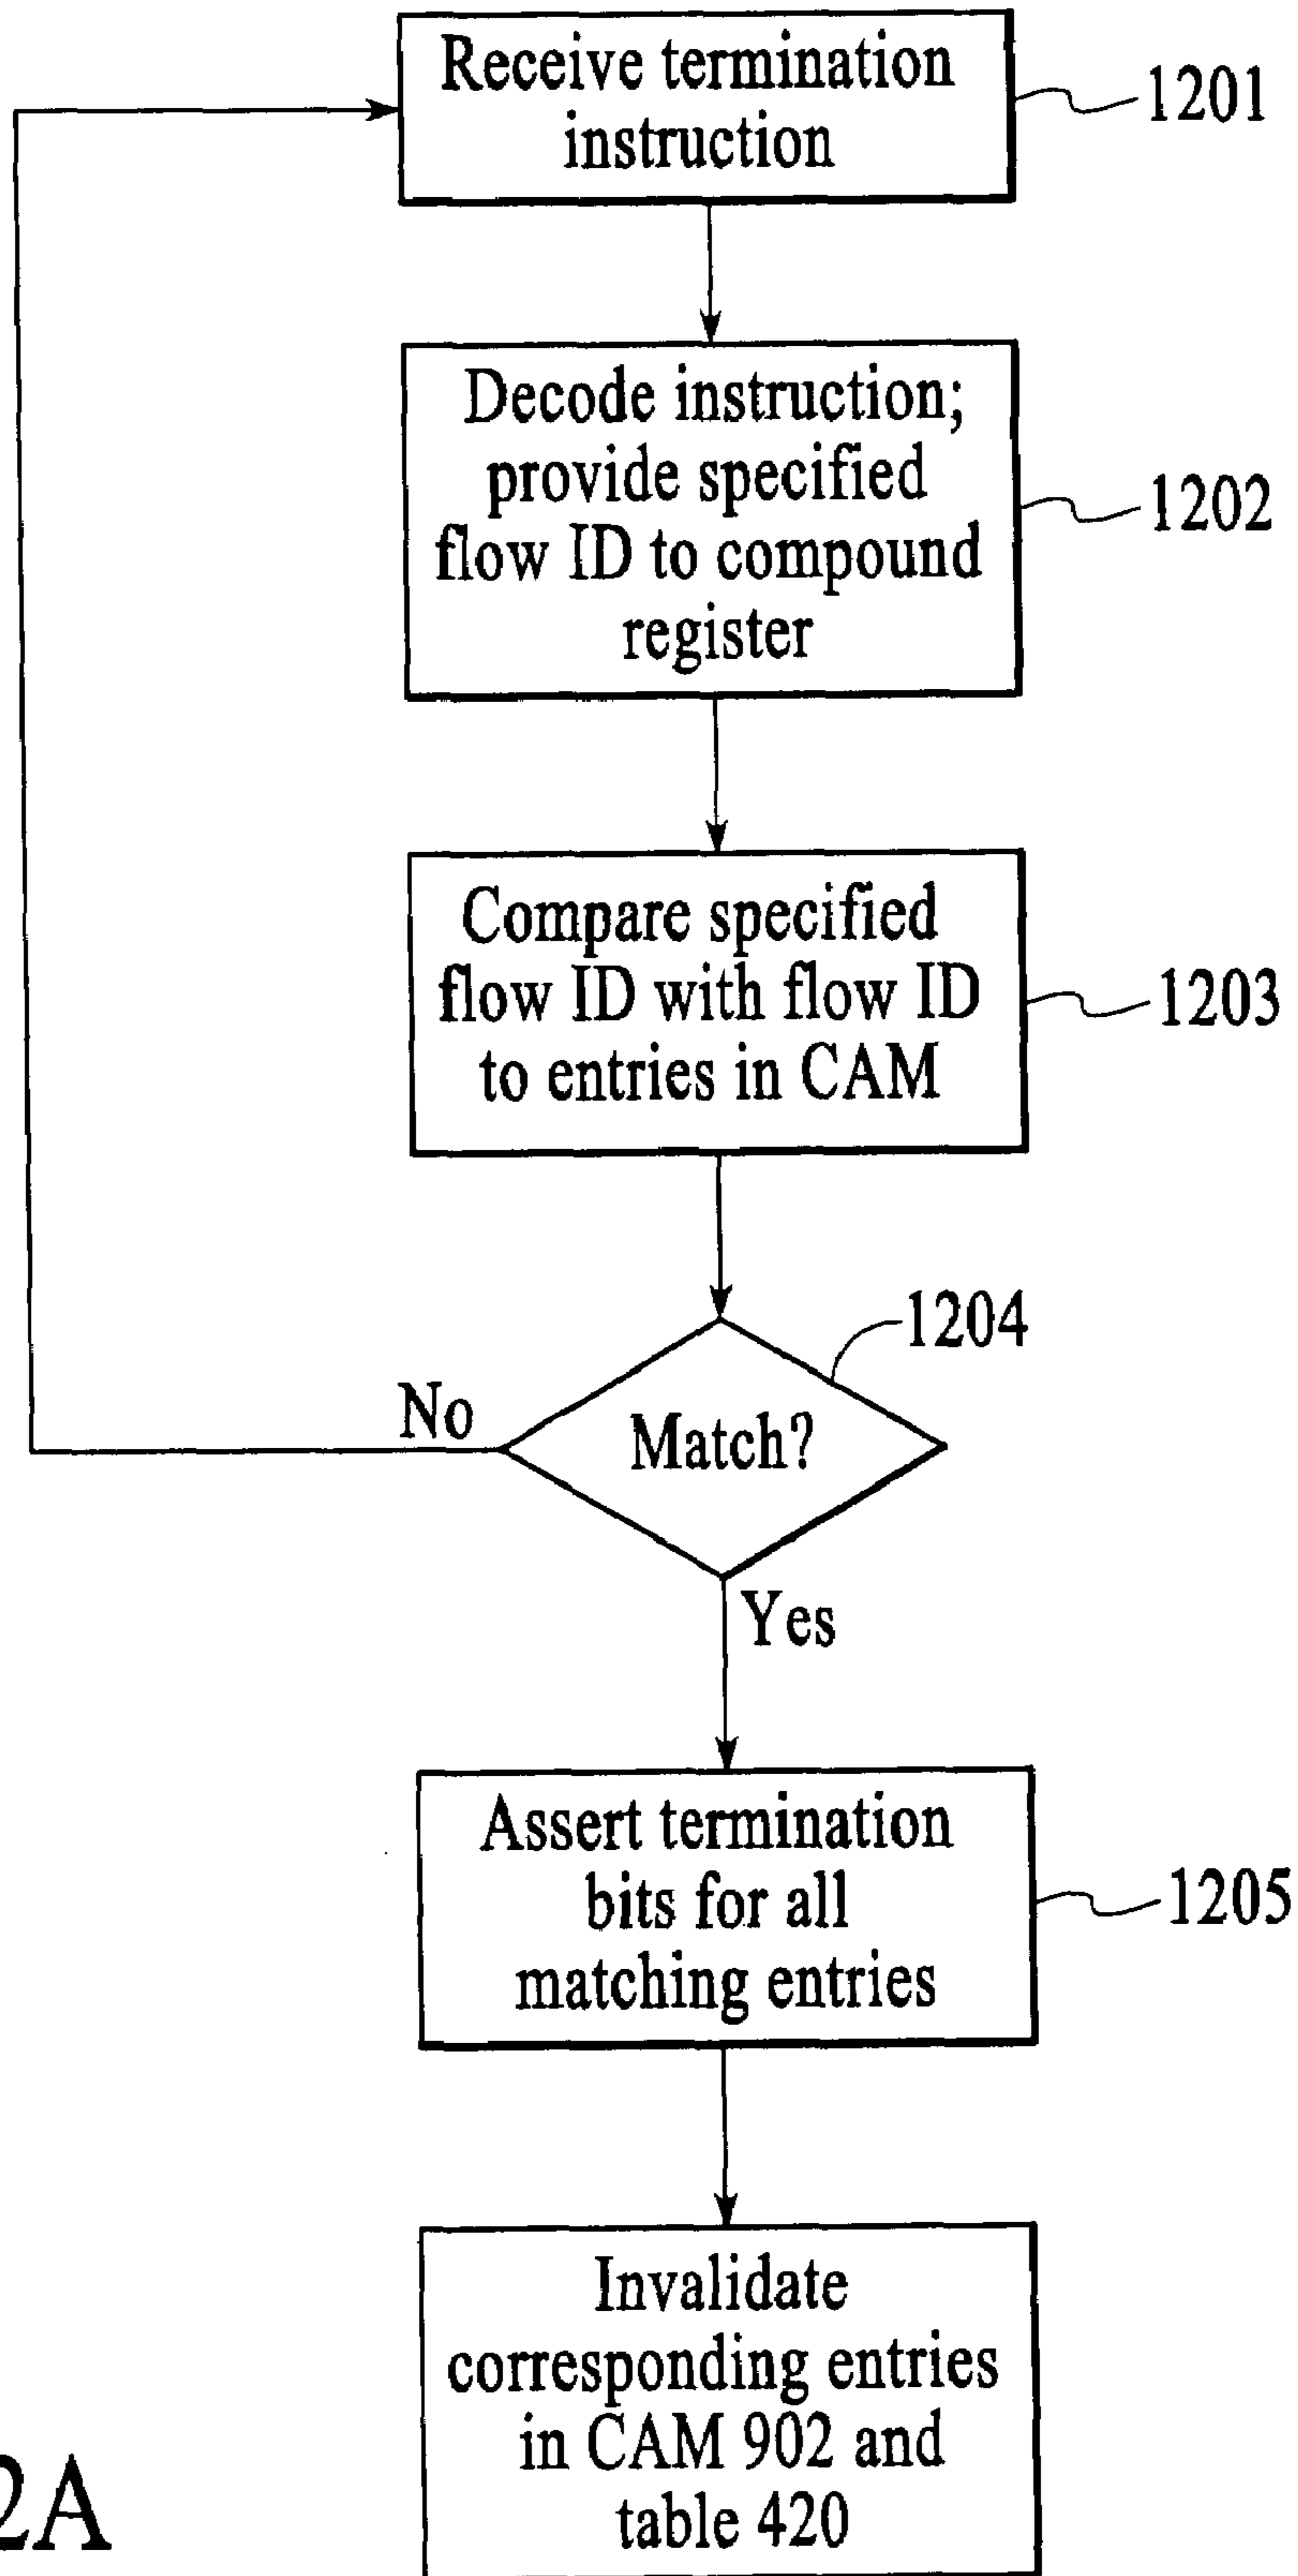 Receive termination
instruction
1201
Decode instruction;
provide specified
flow ID to compound
register
1202
Compare specified
flow ID with flow ID
to entries in CAM
1203
1204
Match?
No
Yes
Assert termination
bits for all
matching entries
1205
Invalidate
corresponding entries
in CAM 902 and
table 420
2A